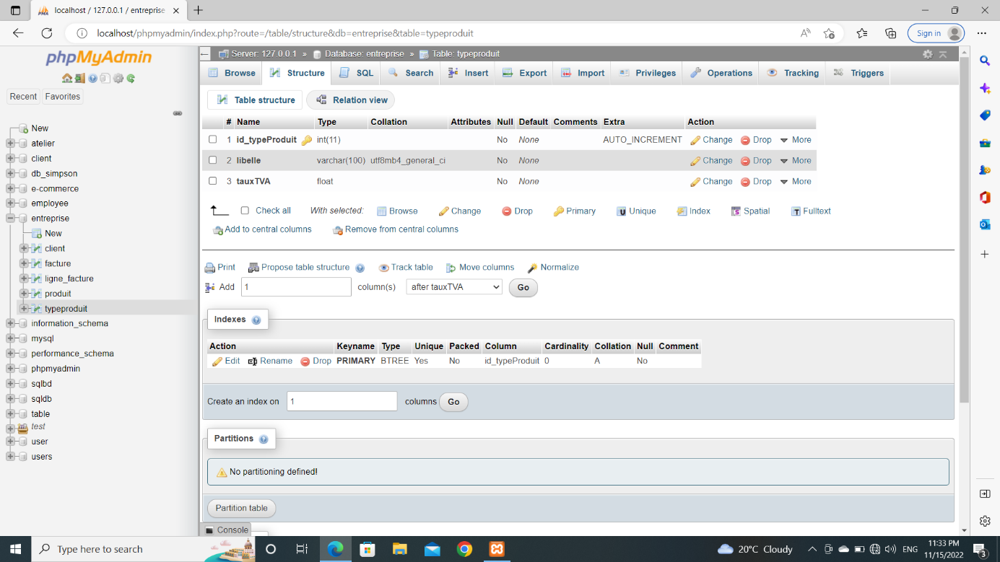 localhost / 127.0.0.1 / entreprise
localhost/phpmyadmin/index.php?route=/table/structure&db=entreprise&table=typeproduit
Sign in
phpMyAdmin
Recent
Favorites
New
atelier
client
db_simpson
e-commerce
employee
entreprise
New
client
facture
ligne_facture
produit
typeproduit
information_schema
mysql
performance_schema
phpmyadmin
sqlbd
sqldb
table
test
user
users
Server: 127.0.0.1 » Database: entreprise » Table: typeproduit
Browse Structure SQL Search Insert Export Import Privileges Operations Tracking Triggers
Table structure Relation view
# Name Type Collation Attributes Null Default Comments Extra Action
1 id_typeProduit int(11) No None AUTO_INCREMENT Change Drop More
2 libelle varchar(100) utf8mb4_general_ci No None Change Drop More
3 tauxTVA float No None Change Drop More
Check all With selected: Browse Change Drop Primary Unique Index Spatial Fulltext
Add to central columns Remove from central columns
Print Propose table structure Track table Move columns Normalize
Add 1 column(s) after tauxTVA Go
Indexes
Action Keyname Type Unique Packed Column Cardinality Collation Null Comment
Edit Rename Drop PRIMARY BTREE Yes No id_typeProduit 0 A No
Create an index on 1 columns Go
Partitions
No partitioning defined!
Partition table
Console
Type here to search
20°C Cloudy
ENG
11:33 PM
11/15/2022
3